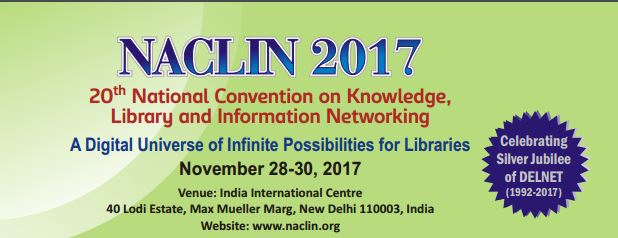 NACLIN 2017
20th National Convention on Knowledge,
Library and Information Networking
A Digital Universe of Infinite Possibilities for Libraries
November 28-30, 2017
Venue: India International Centre
40 Lodi Estate, Max Mueller Marg, New Delhi 110003, India
Website: www.naclin.org
Celebrating
Silver Jubilee
of DELNET
(1992-2017)